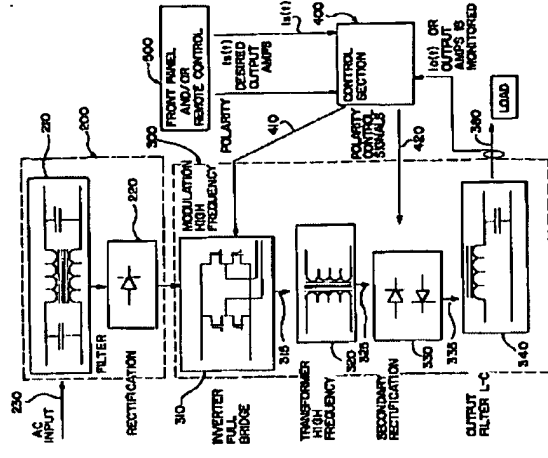 AC
INPUT
230
210
200
FILTER
RECTIFICATION
220
300
MODULATION
HIGH
FREQUENCY
310
INVERTER
FULL
BRIDGE
315
TRANSFORMER
HIGH
FREQUENCY
320
325
SECONDARY
RECTIFICATION
330
335
OUTPUT
FILTER L-C
340
500
FRONT PANEL
AND/OR
REMOTE CONTROL
POLARITY
Is(t)
DESIRED
OUTPUT
AMPS
Is(t)
400
CONTROL
SECTION
410
POLARITY
CONTROL
SIGNALS
420
OR
OUTPUT
AMPS IS
MONITORED
LOAD